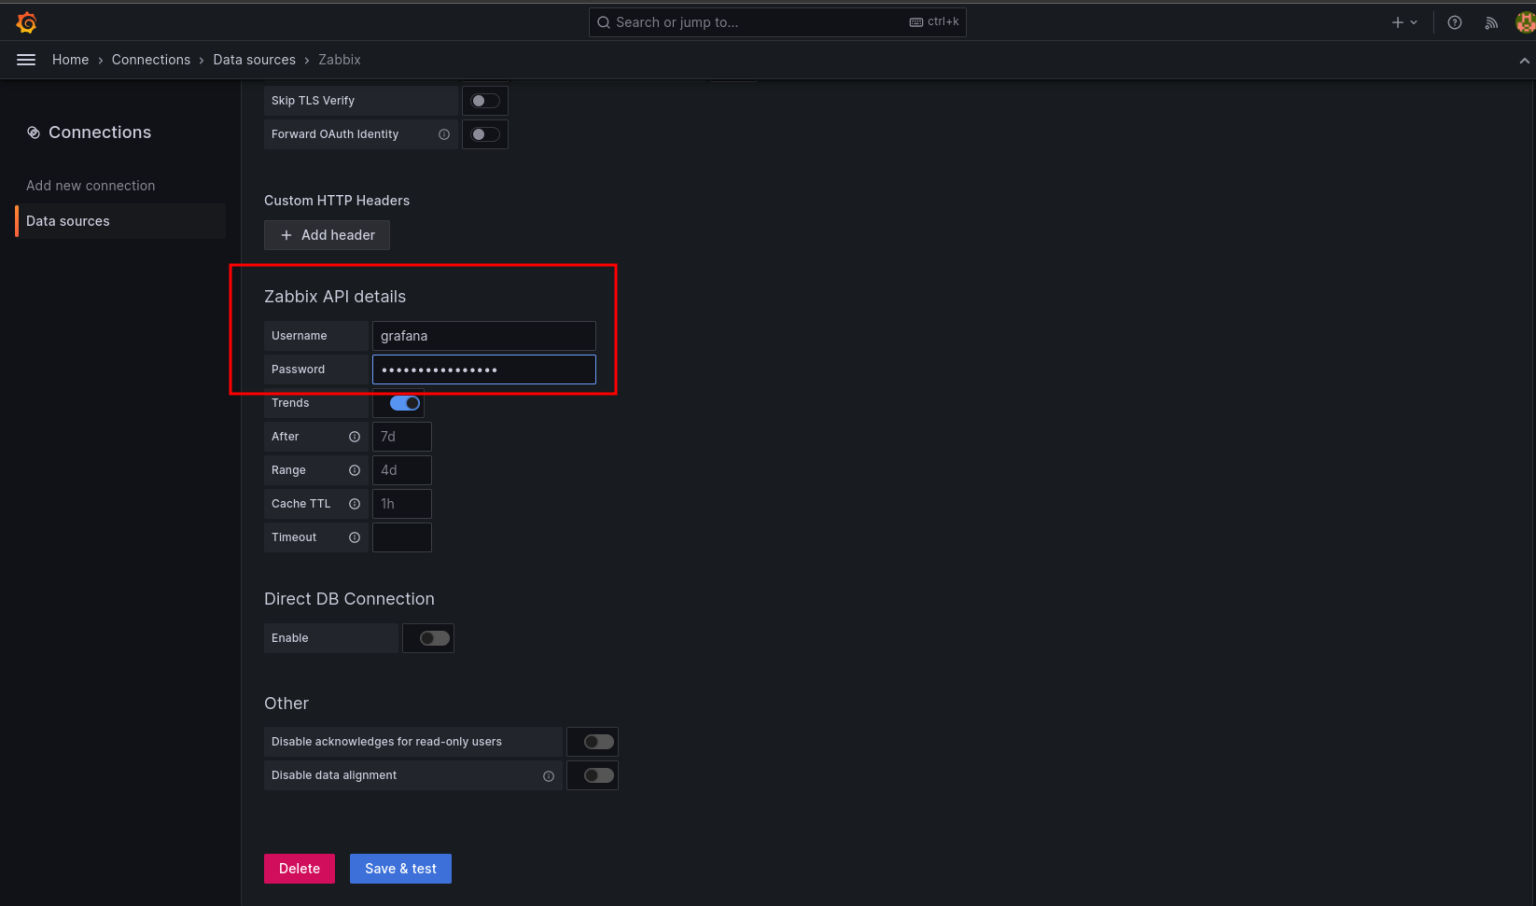 Search or jump to...
ctrl+k
Home › Connections › Data sources › Zabbix
Connections
Add new connection
Data sources
Skip TLS Verify
Forward OAuth Identity
Custom HTTP Headers
+ Add header
Zabbix API details
Username grafana
Password ••••••••••••••••
Trends
After 7d
Range 4d
Cache TTL 1h
Timeout
Direct DB Connection
Enable
Other
Disable acknowledges for read-only users
Disable data alignment
Delete Save & test